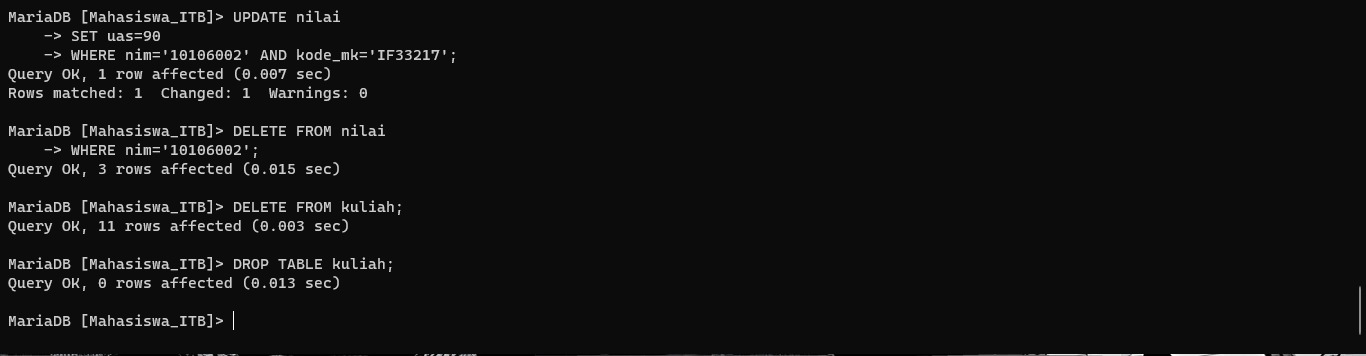 MariaDB [Mahasiswa_ITB]> UPDATE nilai
    -> SET uas=90
    -> WHERE nim='10106002' AND kode_mk='IF33217';
Query OK, 1 row affected (0.007 sec)
Rows matched: 1  Changed: 1  Warnings: 0

MariaDB [Mahasiswa_ITB]> DELETE FROM nilai
    -> WHERE nim='10106002';
Query OK, 3 rows affected (0.015 sec)

MariaDB [Mahasiswa_ITB]> DELETE FROM kuliah;
Query OK, 11 rows affected (0.003 sec)

MariaDB [Mahasiswa_ITB]> DROP TABLE kuliah;
Query OK, 0 rows affected (0.013 sec)

MariaDB [Mahasiswa_ITB]>